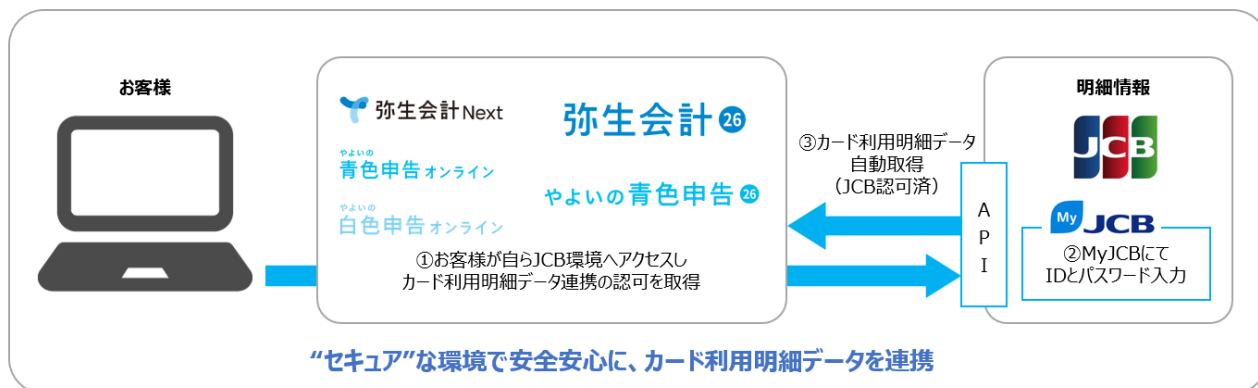 お客様
弥生会計 Next
弥生会計 26
やよいの
青色申告 オンライン
やよいの青色申告 26
やよいの
白色申告 オンライン
①お客様が自らJCB環境へアクセスし
カード利用明細データ連携の認可を取得
③カード利用明細データ
自動取得
（JCB認可済）
API
明細情報
JCB
My JCB
②MyJCBにて
IDとパスワード入力
“セキュア”な環境で安全安心に、カード利用明細データを連携